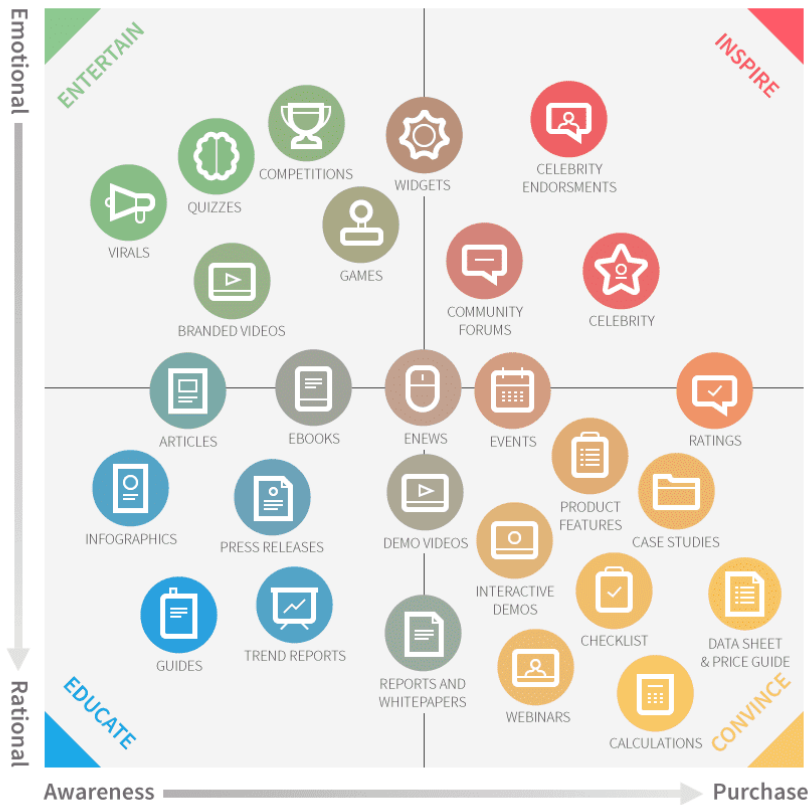 Emotional
ENTERTAIN
INSPIRE
COMPETITIONS
WIDGETS
CELEBRITY
ENDORSMENTS
QUIZZES
VIRALS
GAMES
BRANDED VIDEOS
COMMUNITY
FORUMS
CELEBRITY
ARTICLES
EBOOKS
ENEWS
EVENTS
RATINGS
INFOGRAPHICS
PRESS RELEASES
DEMO VIDEOS
PRODUCT
FEATURES
CASE STUDIES
INTERACTIVE
DEMOS
GUIDES
TREND REPORTS
REPORTS AND
WHITEPAPERS
CHECKLIST
DATA SHEET
& PRICE GUIDE
WEBINARS
CALCULATIONS
Rational
EDUCATE
CONVINCE
Awareness
Purchase